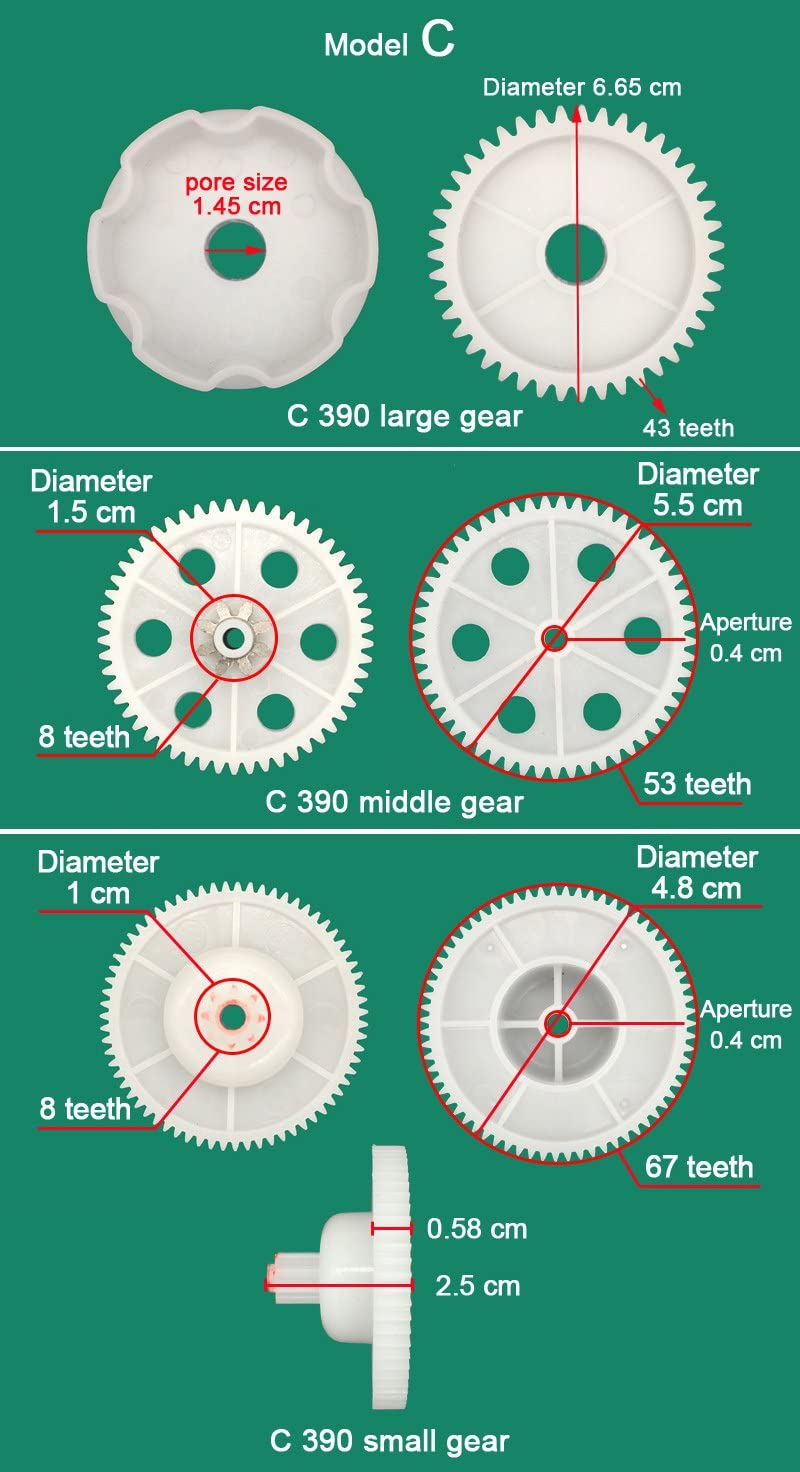 Model C
Diameter 6.65 cm
pore size
1.45 cm
C 390 large gear
43 teeth
Diameter
1.5 cm
Diameter
5.5 cm
Aperture
0.4 cm
8 teeth
53 teeth
C 390 middle gear
Diameter
1 cm
Diameter
4.8 cm
Aperture
0.4 cm
8 teeth
67 teeth
0.58 cm
2.5 cm
C 390 small gear